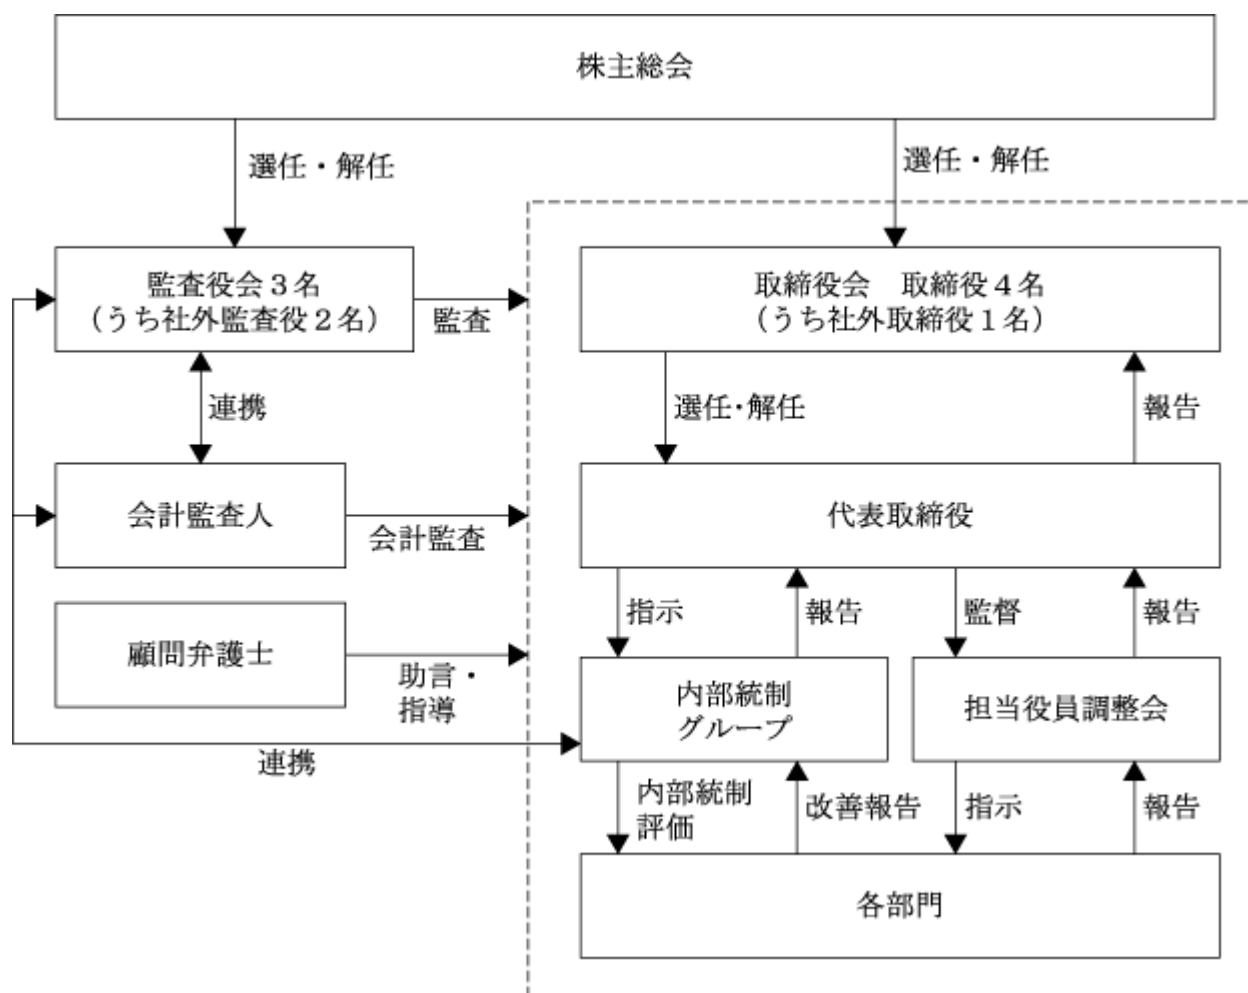 株主総会
選任・解任
選任・解任
監査役会３名
（うち社外監査役２名）
監査
取締役会　取締役４名
（うち社外取締役１名）
連携
選任・解任
報告
会計監査人
会計監査
代表取締役
指示
報告
監督
報告
顧問弁護士
助言・
指導
内部統制
グループ
担当役員調整会
連携
内部統制
評価
改善報告
指示
報告
各部門